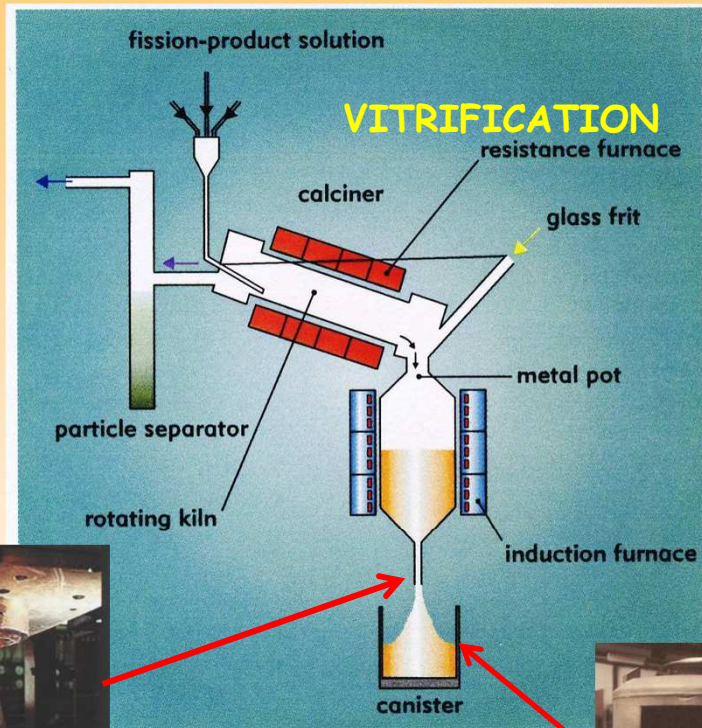 fission-product solution
VITRIFICATION
resistance furnace
calciner
glass frit
metal pot
particle separator
rotating kiln
induction furnace
canister